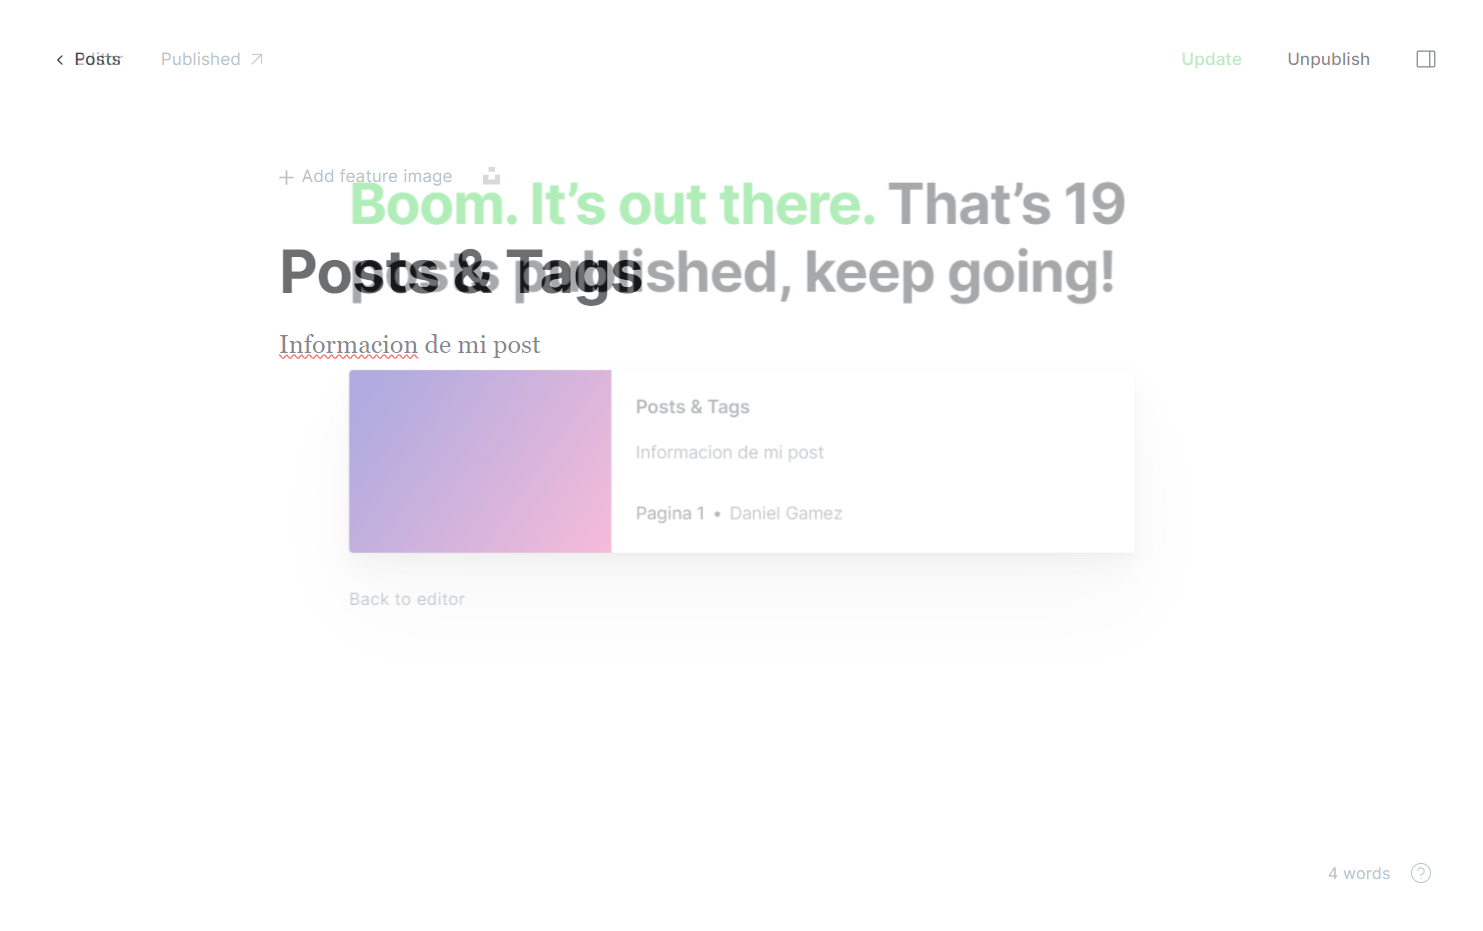 Posts
Editor
Published
Update
Unpublish
Add feature image
Boom. It’s out there. That’s 19
posts published, keep going!
Posts & Tags
Informacion de mi post
Posts & Tags
Informacion de mi post
Pagina 1 • Daniel Gamez
Back to editor
4 words
?